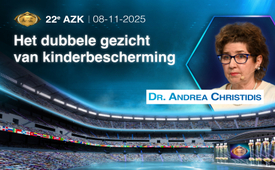 22e AZK | 08-11-2025
Het dubbele gezicht
van kinderbescherming
DR. ANDREA CHRISTIDIS